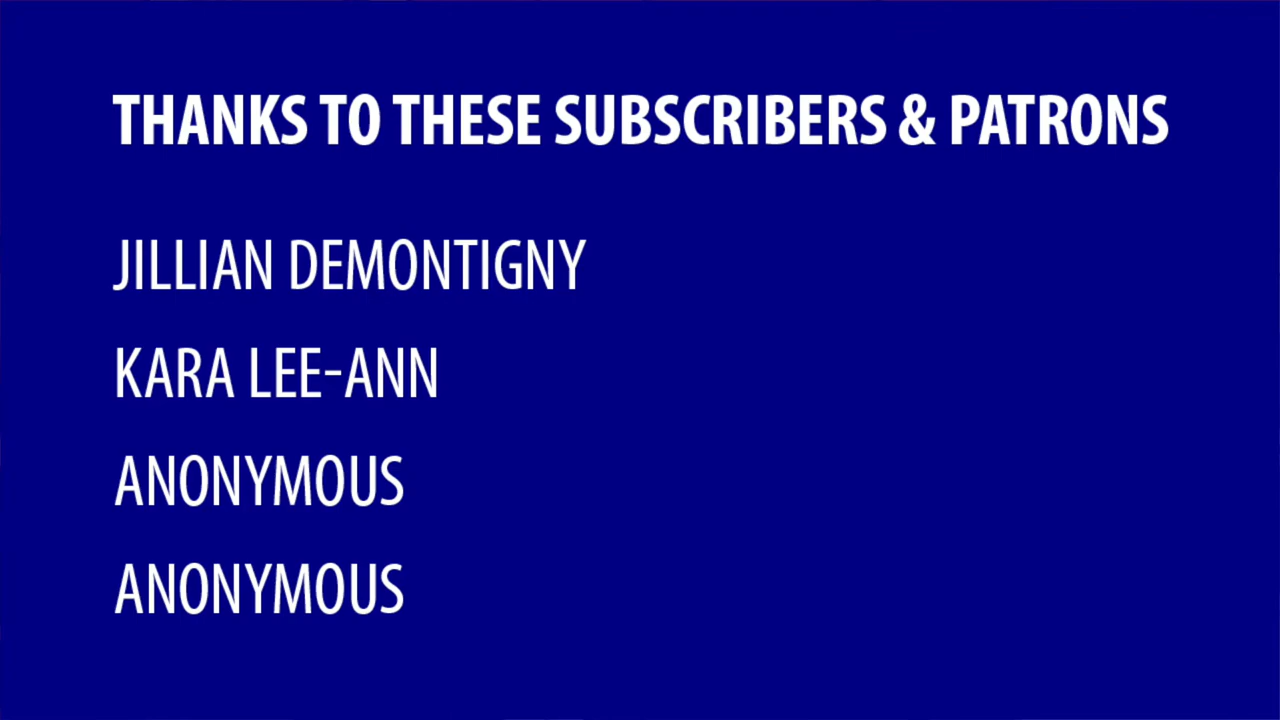 THANKS TO THESE SUBSCRIBERS & PATRONS
JILLIAN DEMONTIGNY
KARA LEE-ANN
ANONYMOUS
ANONYMOUS